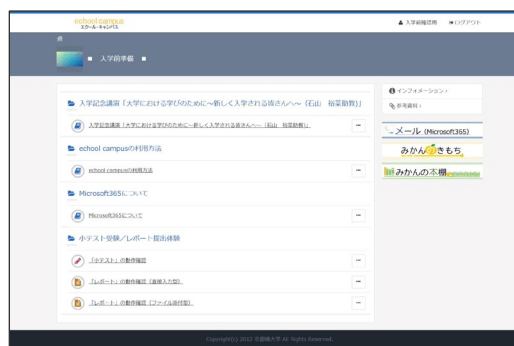 echool campus
エクール・キャンパス
入学前確認用 ログアウト
■ 入学前準備 ■
入学記念講演「大学における学びのために～新しく入学される皆さんへ～（石山 裕菜助教)」
入学記念講演「大学における学びのために～新しく入学される皆さんへ～（石山 裕菜助教)」
echool campusの利用方法
echool campusの利用方法
Microsoft365について
Microsoft365について
小テスト受験／レポート提出体験
「小テスト」の動作確認
「レポート」の動作確認（直接入力型）
「レポート」の動作確認（ファイル添付型）
インフォメーション
参考資料
メール (Microsoft365)
みかんのきもち
みかんの本棚
Copyright(c) 2012 京都橘大学 All Rights Reserved.